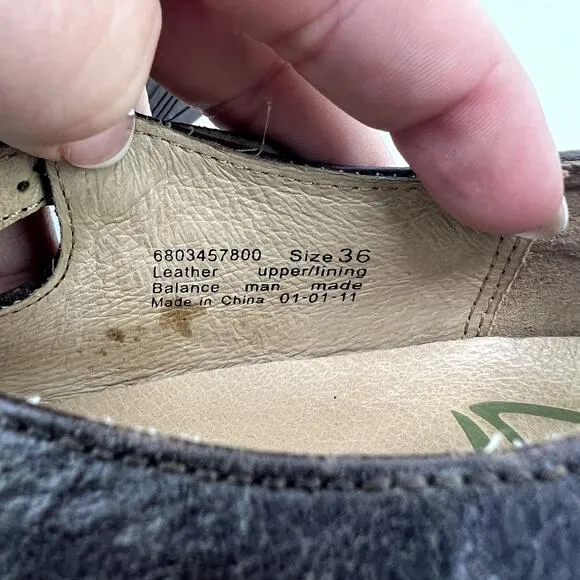 6803457800 Size 36
Leather upper/lining
Balance man made
Made in China 01-01-11